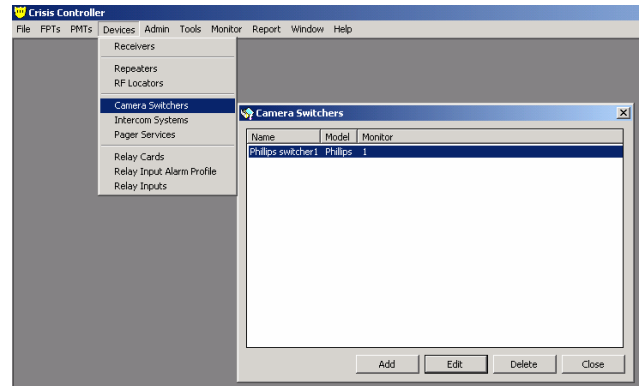 Crisis Controller
File FPTs PMTs Devices Admin Tools Monitor Report Window Help
Receivers
Repeaters
RF Locators
Camera Switchers
Intercom Systems
Pager Services
Relay Cards
Relay Input Alarm Profile
Relay Inputs
Camera Switchers
Name Model Monitor
Phillips switcher1 Philips 1
Add Edit Delete Close